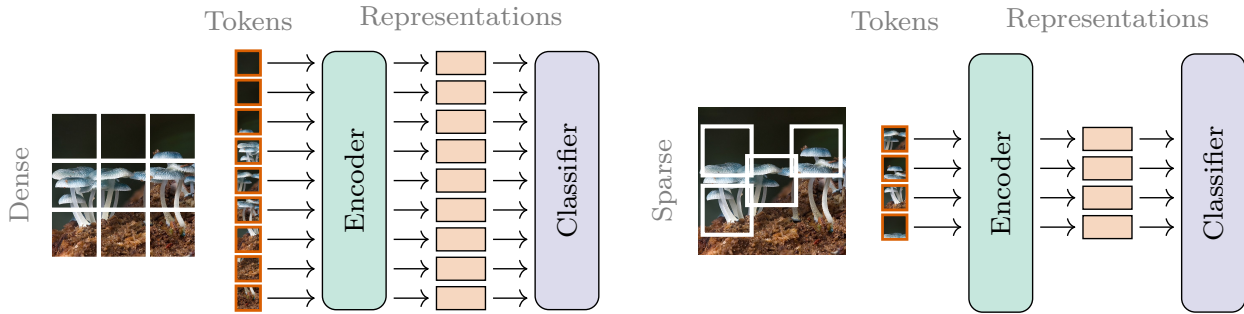 Dense
Tokens
Representations
Encoder
Classifier
Sparse
Tokens
Representations
Encoder
Classifier